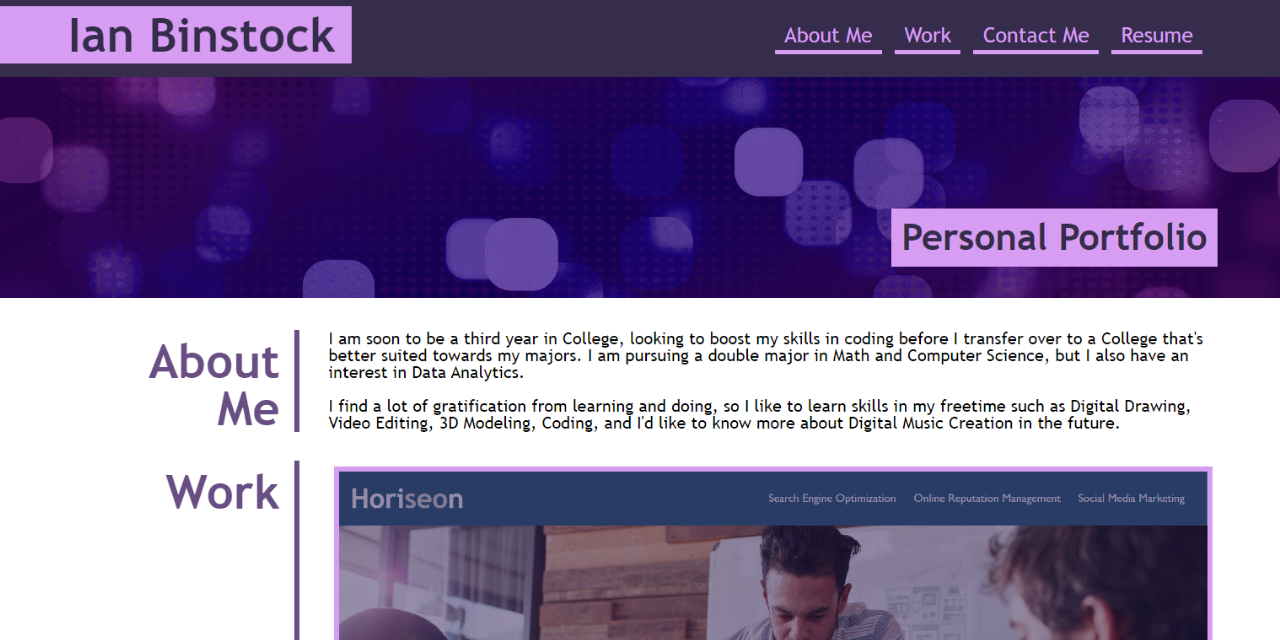 Ian Binstock
About Me Work Contact Me Resume
Personal Portfolio
About
Me
I am soon to be a third year in College, looking to boost my skills in coding before I transfer over to a College that's
better suited towards my majors. I am pursuing a double major in Math and Computer Science, but I also have an
interest in Data Analytics.
I find a lot of gratification from learning and doing, so I like to learn skills in my freetime such as Digital Drawing,
Video Editing, 3D Modeling, Coding, and I'd like to know more about Digital Music Creation in the future.
Work
Horiseon
Search Engine Optimization Online Reputation Management Social Media Marketing